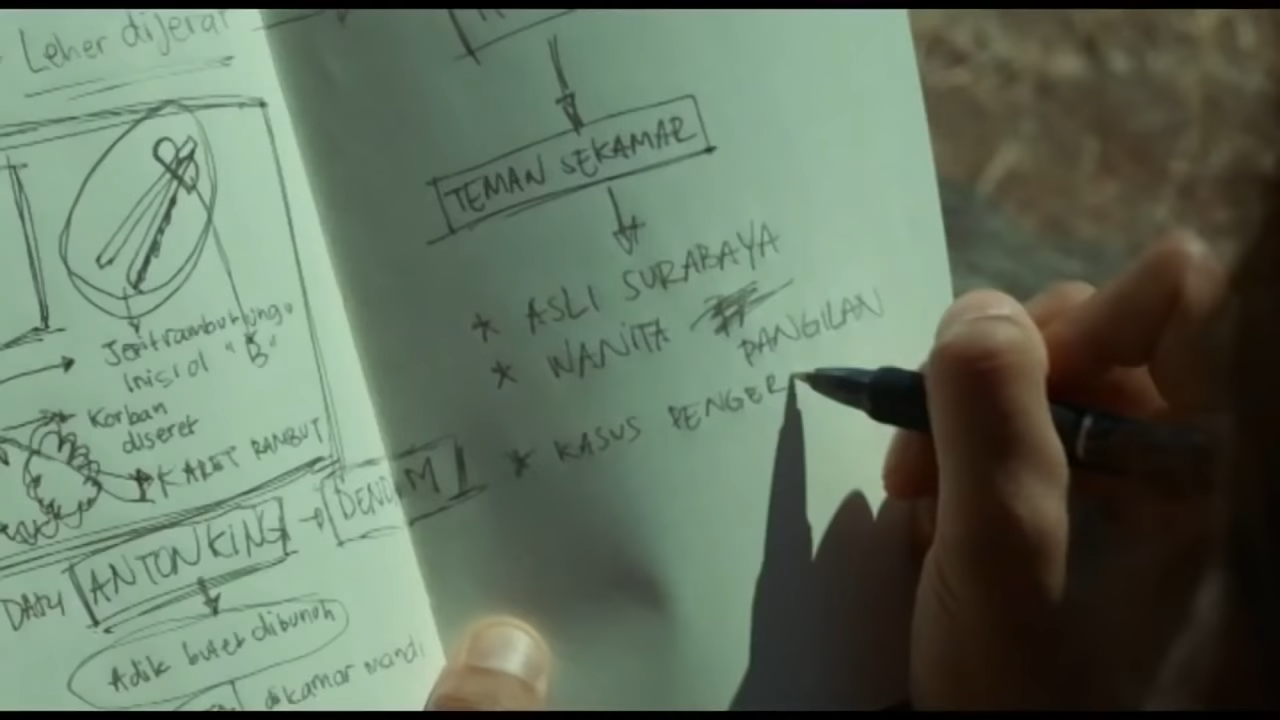 Leher dijerat
Jepit rambut ungu
inisial "B"
Korban
diseret
KARET RAMBUT
DARI ANTON KING
DENDAM
Adik butet dibunuh
dikamar mandi
TEMAN SEKAMAR
* ASLI SURABAYA
* WANITA
PANGILAN
* KASUS PENGER